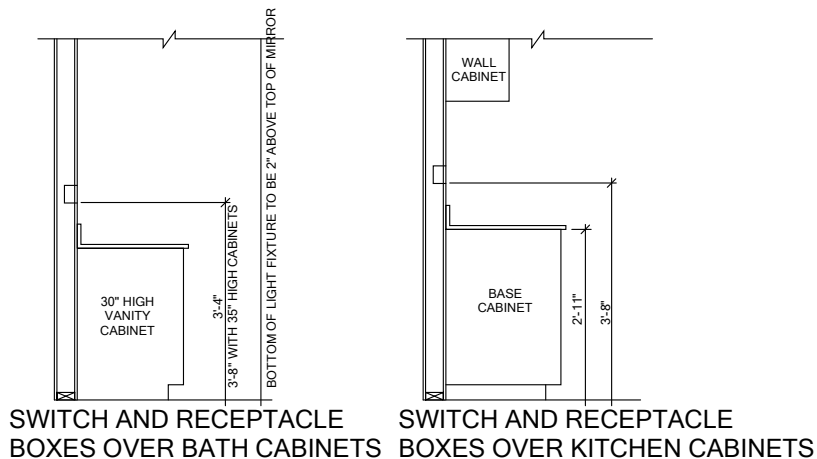 30" HIGH
VANITY
CABINET
3'-4"
3'-8" WITH 35" HIGH CABINETS
BOTTOM OF LIGHT FIXTURE TO BE 2" ABOVE TOP OF MIRROR
SWITCH AND RECEPTACLE
BOXES OVER BATH CABINETS
WALL
CABINET
BASE
CABINET
2'-11"
3'-8"
SWITCH AND RECEPTACLE
BOXES OVER KITCHEN CABINETS